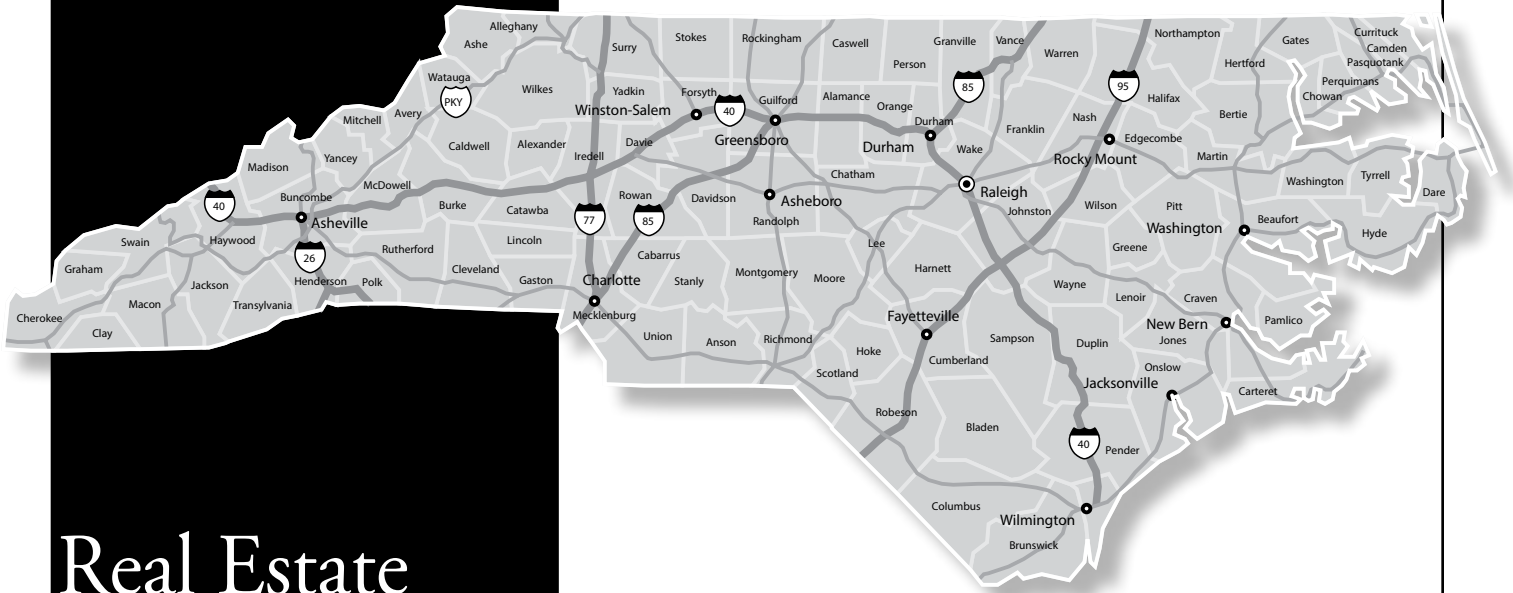 Alleghany
Ashe
Surry
Stokes
Rockingham
Caswell
Granville
Vance
Person
Warren
Northampton
Gates
Currituck
Camden
Pasquotank
Hertford
Perquimans
Chowan
Watauga
PKY
Wilkes
Yadkin
Forsyth
Winston-Salem
40
Guilford
Alamance
Orange
85
95
Halifax
Bertie
Avery
Mitchell
Caldwell
Alexander
Iredell
Davie
Greensboro
Durham
Durham
Franklin
Nash
Edgecombe
Rocky Mount
Martin
Wake
Madison
Yancey
McDowell
Buncombe
40
Asheville
Burke
Catawba
Rowan
77
85
Davidson
Asheboro
Randolph
Chatham
Raleigh
Johnston
Wilson
Pitt
Washington
Tyrrell
Dare
Washington
Beaufort
Hyde
Swain
Haywood
26
Rutherford
Lincoln
Cabarrus
Lee
Greene
Graham
Jackson
Henderson
Polk
Cleveland
Gaston
Charlotte
Stanly
Montgomery
Moore
Harnett
Wayne
Lenoir
Craven
Cherokee
Macon
Transylvania
Clay
Mecklenburg
Union
Anson
Richmond
Hoke
Fayetteville
Cumberland
Sampson
Duplin
New Bern
Jones
Pamlico
Scotland
Onslow
Jacksonville
Carteret
Robeson
Bladen
40
Pender
Columbus
Wilmington
Brunswick
Real Estate